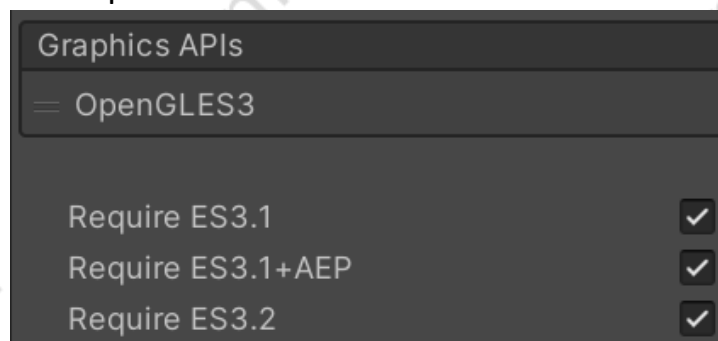 Graphics APIs
OpenGLES3
Require ES3.1
Require ES3.1+AEP
Require ES3.2